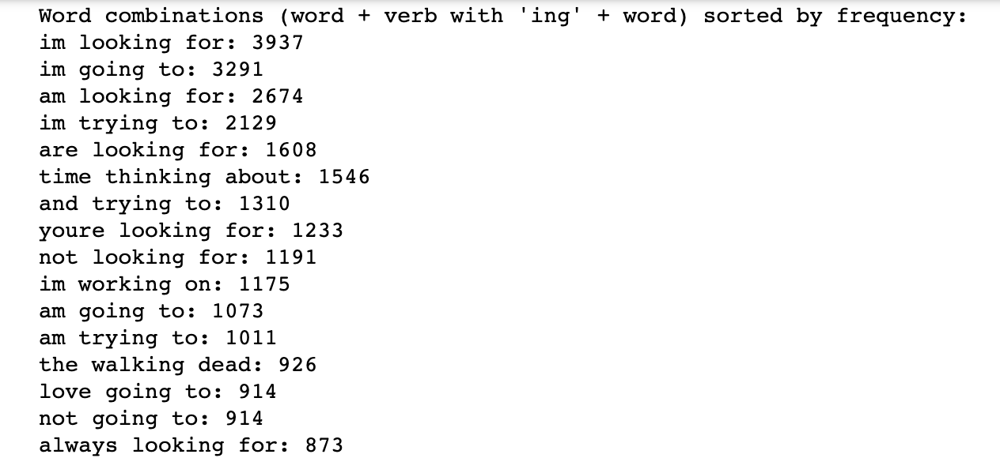 Word combinations (word + verb with 'ing' + word) sorted by frequency:
im looking for: 3937
im going to: 3291
am looking for: 2674
im trying to: 2129
are looking for: 1608
time thinking about: 1546
and trying to: 1310
youre looking for: 1233
not looking for: 1191
im working on: 1175
am going to: 1073
am trying to: 1011
the walking dead: 926
love going to: 914
not going to: 914
always looking for: 873